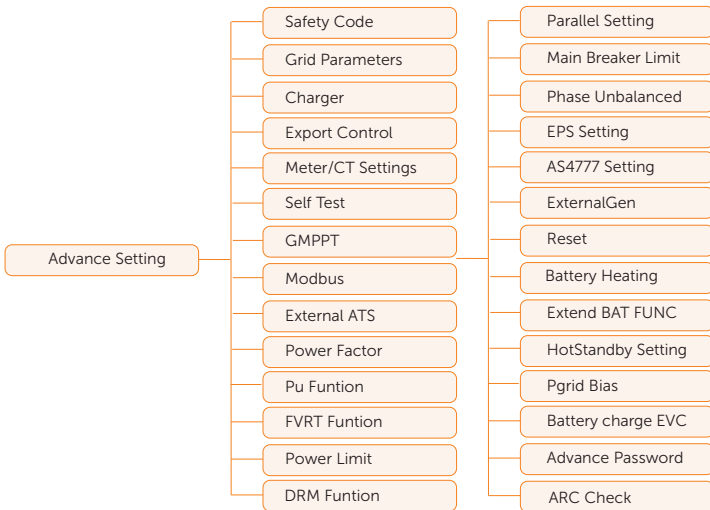 Advance Setting
Safety Code
Grid Parameters
Charger
Export Control
Meter/CT Settings
Self Test
GMPPT
Modbus
External ATS
Power Factor
Pu Funtion
FVRT Funtion
Power Limit
DRM Funtion
Parallel Setting
Main Breaker Limit
Phase Unbalanced
EPS Setting
AS4777 Setting
ExternalGen
Reset
Battery Heating
Extend BAT FUNC
HotStandby Setting
Pgrid Bias
Battery charge EVC
Advance Password
ARC Check